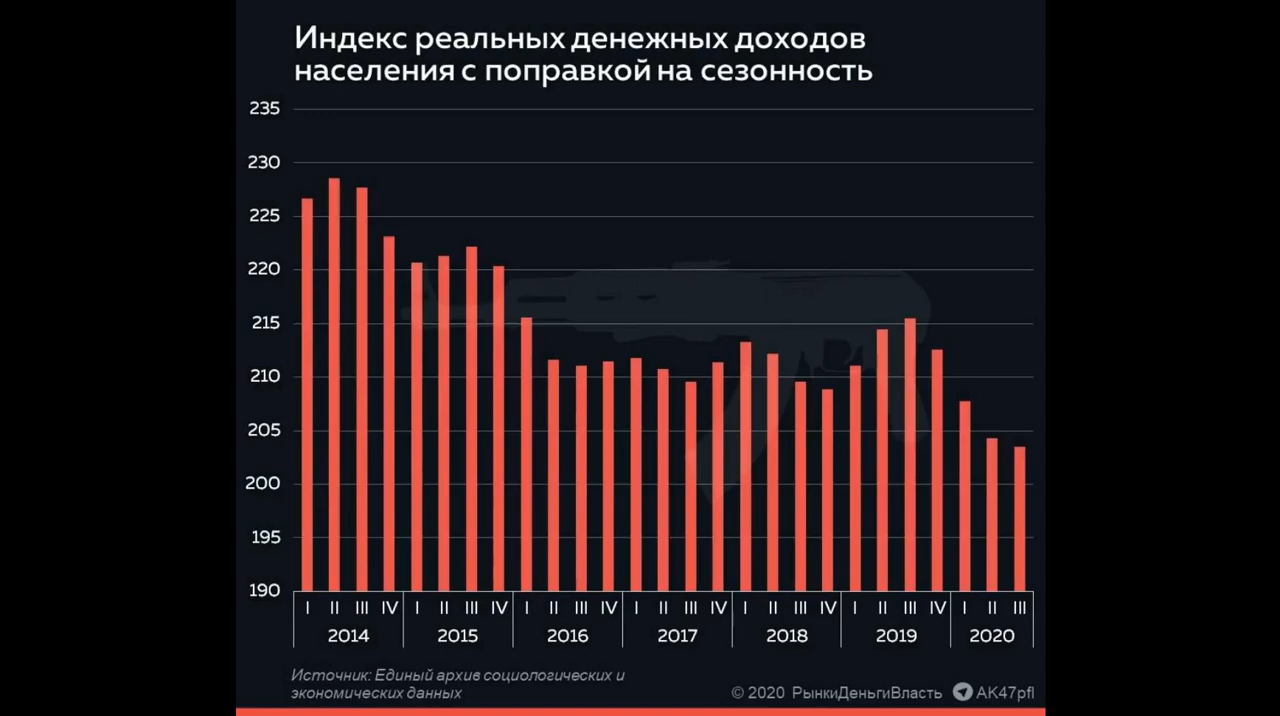 Индекс реальных денежных доходов
населения с поправкой на сезонность
235
230
225
220
215
210
205
200
195
190
I II III IV I II III IV I II III IV I II III IV I II III IV I II III IV I II III
2014 2015 2016 2017 2018 2019 2020
Источник: Единый архив социологических и
экономических данных
© 2020 РынкиДеньгиВласть AK47pfl